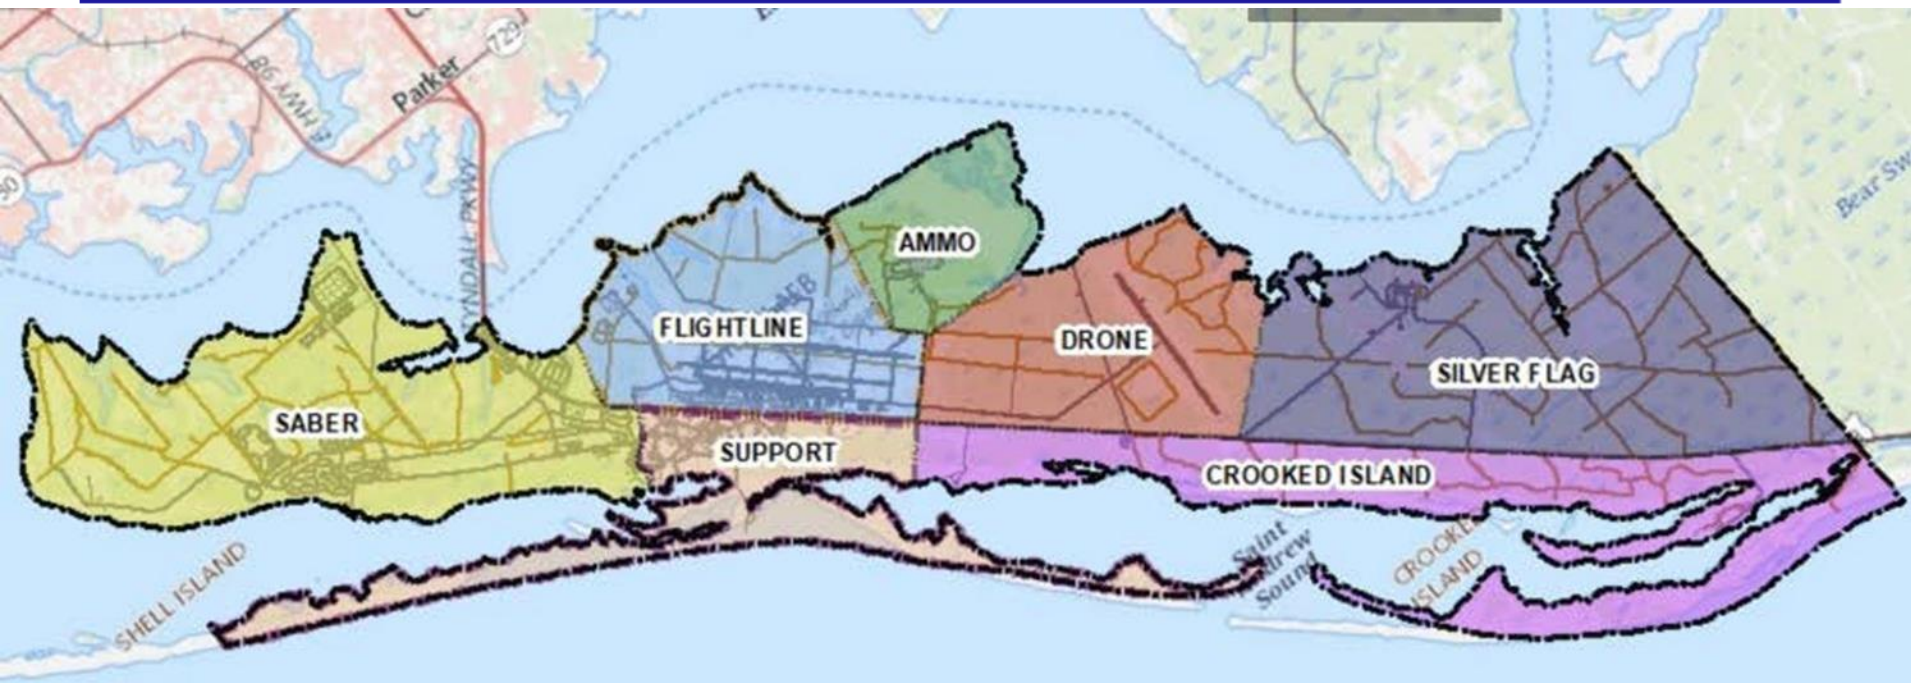 729
Parker
E HWY 98
TYNDALL PKWY
Bear Sw
AMMO
FLIGHTLINE
DRONE
SILVER FLAG
SABER
SUPPORT
CROOKED ISLAND
SHELL ISLAND
Saint
Sound
CROOKED
ISLAND